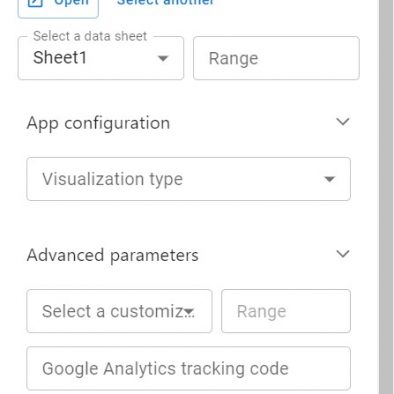 Open Select another
Select a data sheet
Sheet1 Range
App configuration
Visualization type
Advanced parameters
Select a customiz... Range
Google Analytics tracking code